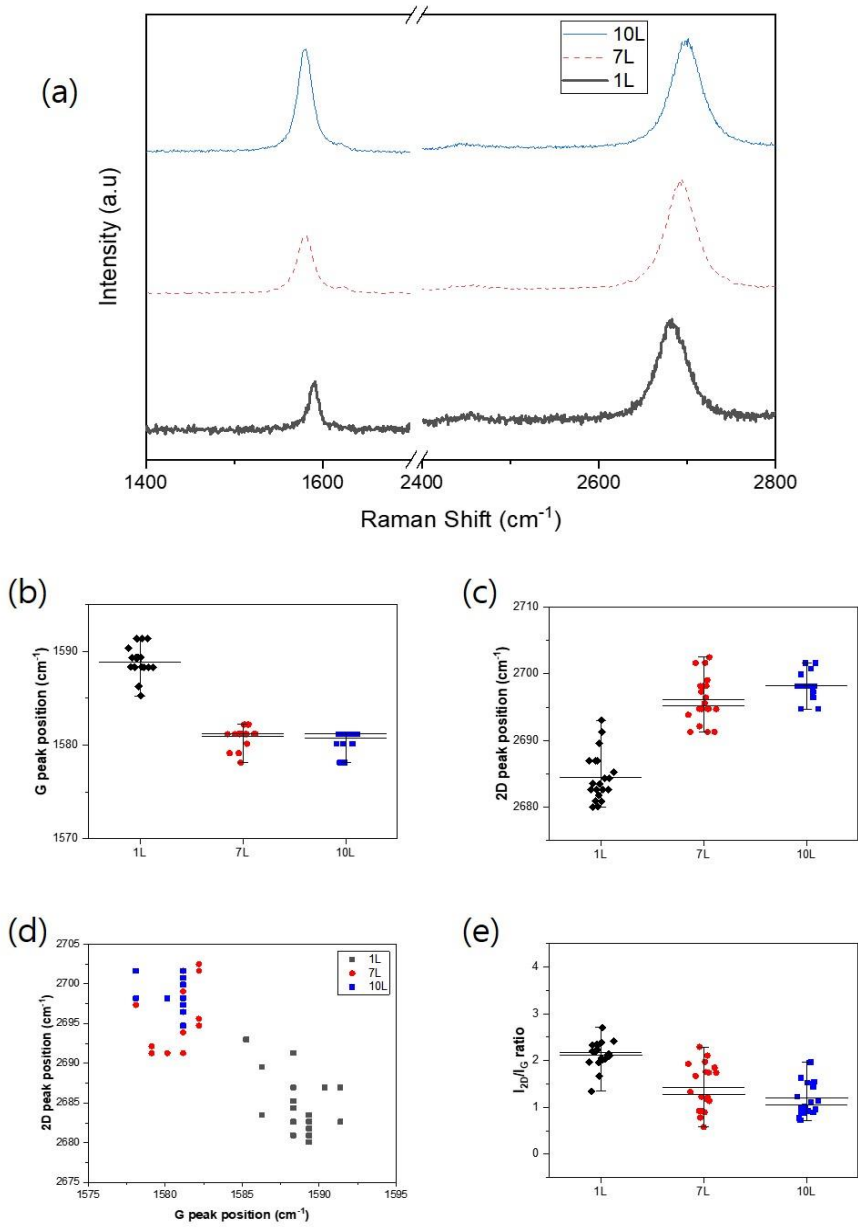 (a)
10L
7L
1L
Intensity (a.u)
1400
1600
2400
2600
2800
Raman Shift (cm-1)
(b)
G peak position (cm-1)
1590
1580
1570
1L
7L
10L
(c)
2D peak position (cm-1)
2710
2700
2690
2680
1L
7L
10L
(d)
2D peak position (cm-1)
2705
2700
2695
2690
2685
2680
2675
1L
7L
10L
1575
1580
1585
1590
1595
G peak position (cm-1)
(e)
I2D/IG ratio
4
3
2
1
0
1L
7L
10L